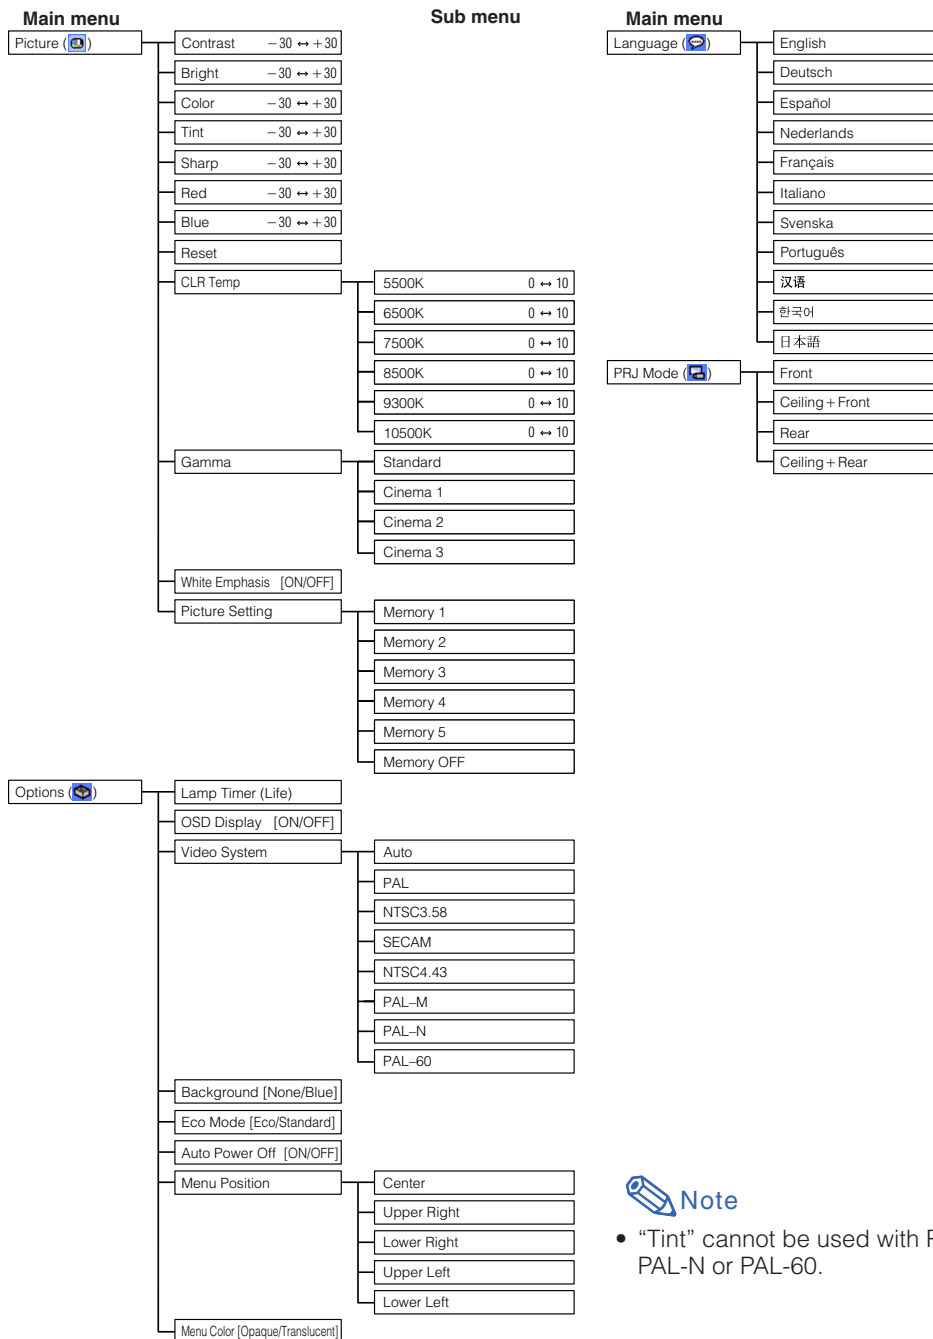 Main menu
Sub menu
Picture ( )
Contrast −30 ↔ +30
Bright −30 ↔ +30
Color −30 ↔ +30
Tint −30 ↔ +30
Sharp −30 ↔ +30
Red −30 ↔ +30
Blue −30 ↔ +30
Reset
CLR Temp
5500K 0 ↔ 10
6500K 0 ↔ 10
7500K 0 ↔ 10
8500K 0 ↔ 10
9300K 0 ↔ 10
10500K 0 ↔ 10
Gamma
Standard
Cinema 1
Cinema 2
Cinema 3
White Emphasis [ON/OFF]
Picture Setting
Memory 1
Memory 2
Memory 3
Memory 4
Memory 5
Memory OFF
Options ( )
Lamp Timer (Life)
OSD Display [ON/OFF]
Video System
Auto
PAL
NTSC3.58
SECAM
NTSC4.43
PAL–M
PAL–N
PAL–60
Background [None/Blue]
Eco Mode [Eco/Standard]
Auto Power Off [ON/OFF]
Menu Position
Center
Upper Right
Lower Right
Upper Left
Lower Left
Menu Color [Opaque/Translucent]
Main menu
Language ( )
English
Deutsch
Español
Nederlands
Français
Italiano
Svenska
Português
汉语
한국어
日本語
PRJ Mode ( )
Front
Ceiling+Front
Rear
Ceiling+Rear
Note
• “Tint” cannot be used with
PAL-N or PAL-60.